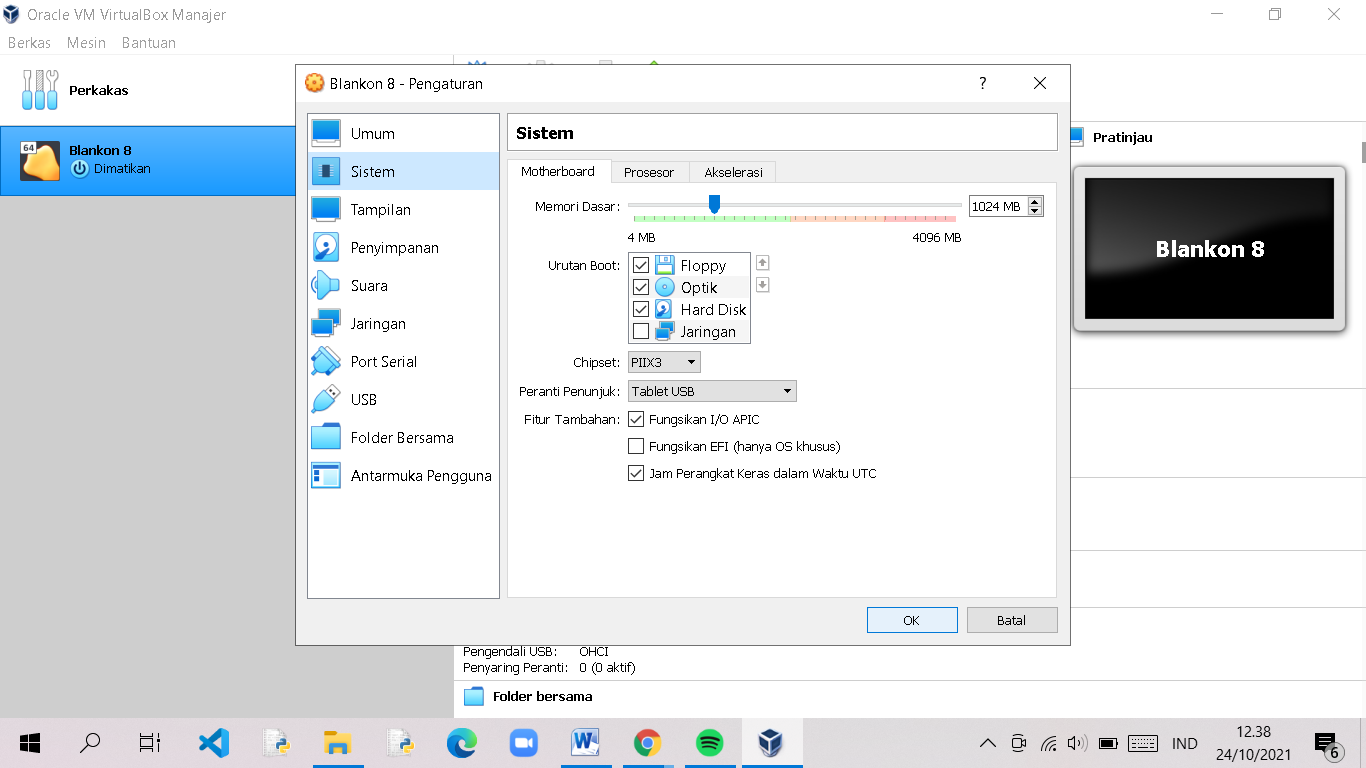 Oracle VM VirtualBox Manajer
Berkas Mesin Bantuan
Perkakas
64
Blankon 8
Dimatikan
Blankon 8 - Pengaturan
?
Umum
Sistem
Tampilan
Penyimpanan
Suara
Jaringan
Port Serial
USB
Folder Bersama
Antarmuka Pengguna
Sistem
Motherboard Prosesor Akselerasi
Memori Dasar: 1024 MB
4 MB 4096 MB
Urutan Boot: Floppy
Optik
Hard Disk
Jaringan
Chipset: PIIX3
Peranti Penunjuk: Tablet USB
Fitur Tambahan: Fungsikan I/O APIC
Fungsikan EFI (hanya OS khusus)
Jam Perangkat Keras dalam Waktu UTC
OK Batal
Pratinjau
Blankon 8
Pengendali USB: OHCI
Penyaring Peranti: 0 (0 aktif)
Folder bersama
W
IND
12.38
24/10/2021
6